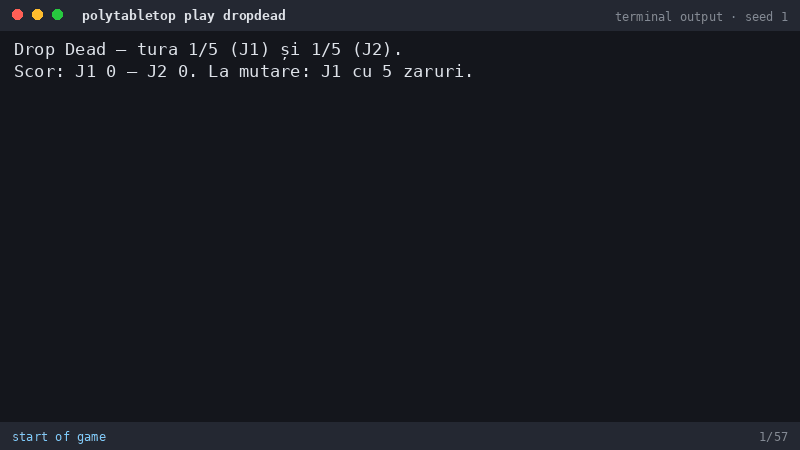 polytabletop play dropdead
terminal output · seed 1
Drop Dead — tura 1/5 (J1) și 1/5 (J2).
Scor: J1 0 — J2 0. La mutare: J1 cu 5 zaruri.
start of game
1/57